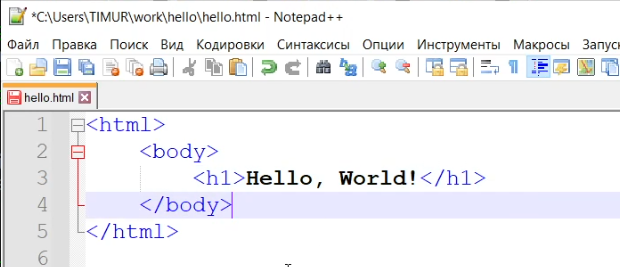 *C:\Users\TIMUR\work\hello\hello.html - Notepad++
Файл Правка Поиск Вид Кодировки Синтаксисы Опции Инструменты Макросы Запус
hello.html
1 <html>
2 <body>
3 <h1>Hello, World!</h1>
4 </body>
5 </html>
6